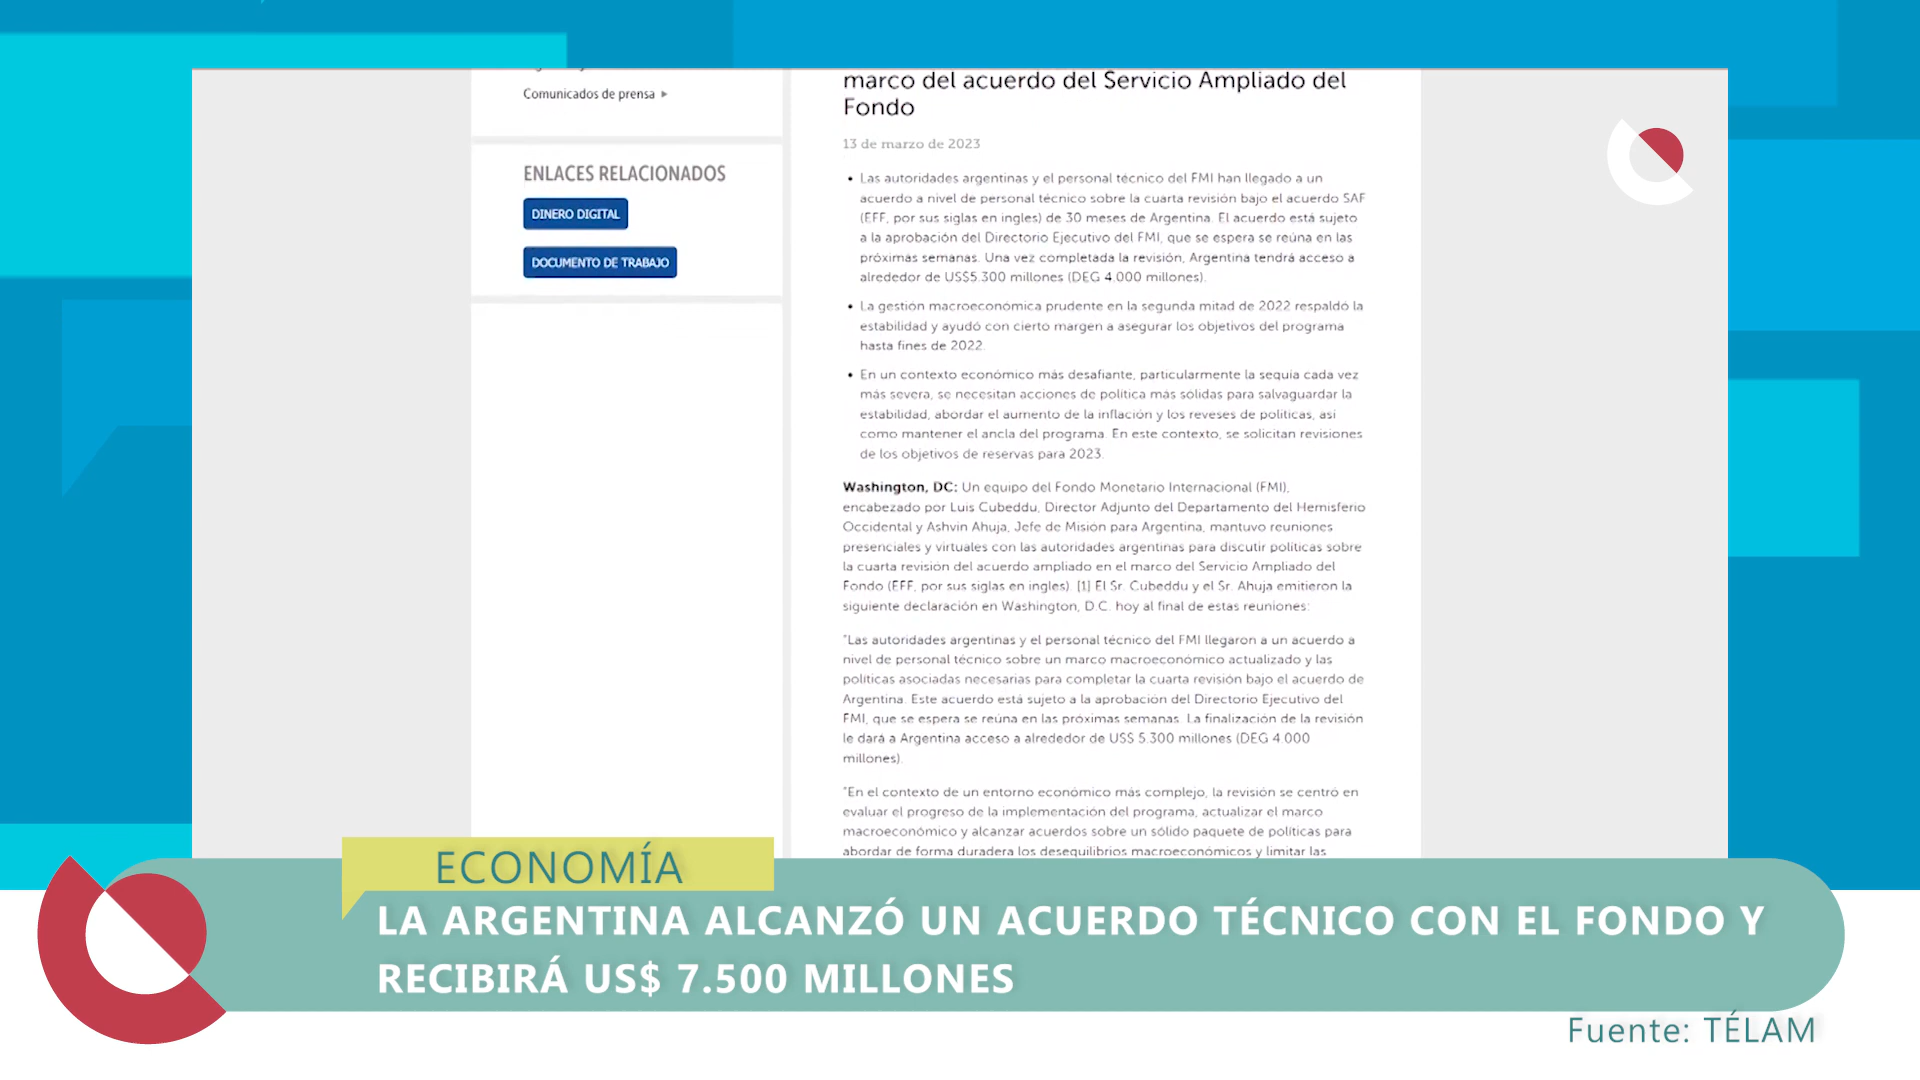 marco del acuerdo del Servicio Ampliado del
Fondo
Comunicados de prensa
13 de marzo de 2023
ENLACES RELACIONADOS
DINERO DIGITAL
DOCUMENTO DE TRABAJO
• Las autoridades argentinas y el personal técnico del FMI han llegado a un
acuerdo a nivel de personal técnico sobre la cuarta revisión bajo el acuerdo SAF
(EFF, por sus siglas en ingles) de 30 meses de Argentina. El acuerdo está sujeto
a la aprobación del Directorio Ejecutivo del FMI, que se espera se reúna en las
próximas semanas. Una vez completada la revisión, Argentina tendrá acceso a
alrededor de US$5.300 millones (DEG 4.000 millones).
• La gestión macroeconómica prudente en la segunda mitad de 2022 respaldó la
estabilidad y ayudó con cierto margen a asegurar los objetivos del programa
hasta fines de 2022.
• En un contexto económico más desafiante, particularmente la sequía cada vez
más severa, se necesitan acciones de política más sólidas para salvaguardar la
estabilidad, abordar el aumento de la inflación y los reveses de políticas, así
como mantener el ancla del programa. En este contexto, se solicitan revisiones
de los objetivos de reservas para 2023.
Washington, DC: Un equipo del Fondo Monetario Internacional (FMI),
encabezado por Luis Cubeddu, Director Adjunto del Departamento del Hemisferio
Occidental y Ashvin Ahuja, Jefe de Misión para Argentina, mantuvo reuniones
presenciales y virtuales con las autoridades argentinas para discutir políticas sobre
la cuarta revisión del acuerdo ampliado en el marco del Servicio Ampliado del
Fondo (EFF, por sus siglas en ingles). [1] El Sr. Cubeddu y el Sr. Ahuja emitieron la
siguiente declaración en Washington, D.C. hoy al final de estas reuniones:
"Las autoridades argentinas y el personal técnico del FMI llegaron a un acuerdo a
nivel de personal técnico sobre un marco macroeconómico actualizado y las
políticas asociadas necesarias para completar la cuarta revisión bajo el acuerdo de
Argentina. Este acuerdo está sujeto a la aprobación del Directorio Ejecutivo del
FMI, que se espera se reúna en las próximas semanas. La finalización de la revisión
le dará a Argentina acceso a alrededor de US$ 5.300 millones (DEG 4.000
millones).
"En el contexto de un entorno económico más complejo, la revisión se centró en
evaluar el progreso de la implementación del programa, actualizar el marco
macroeconómico y alcanzar acuerdos sobre un sólido paquete de políticas para
abordar de forma duradera los desequilibrios macroeconómicos y limitar las
ECONOMÍA
LA ARGENTINA ALCANZÓ UN ACUERDO TÉCNICO CON EL FONDO Y
RECIBIRÁ US$ 7.500 MILLONES
Fuente: TÉLAM